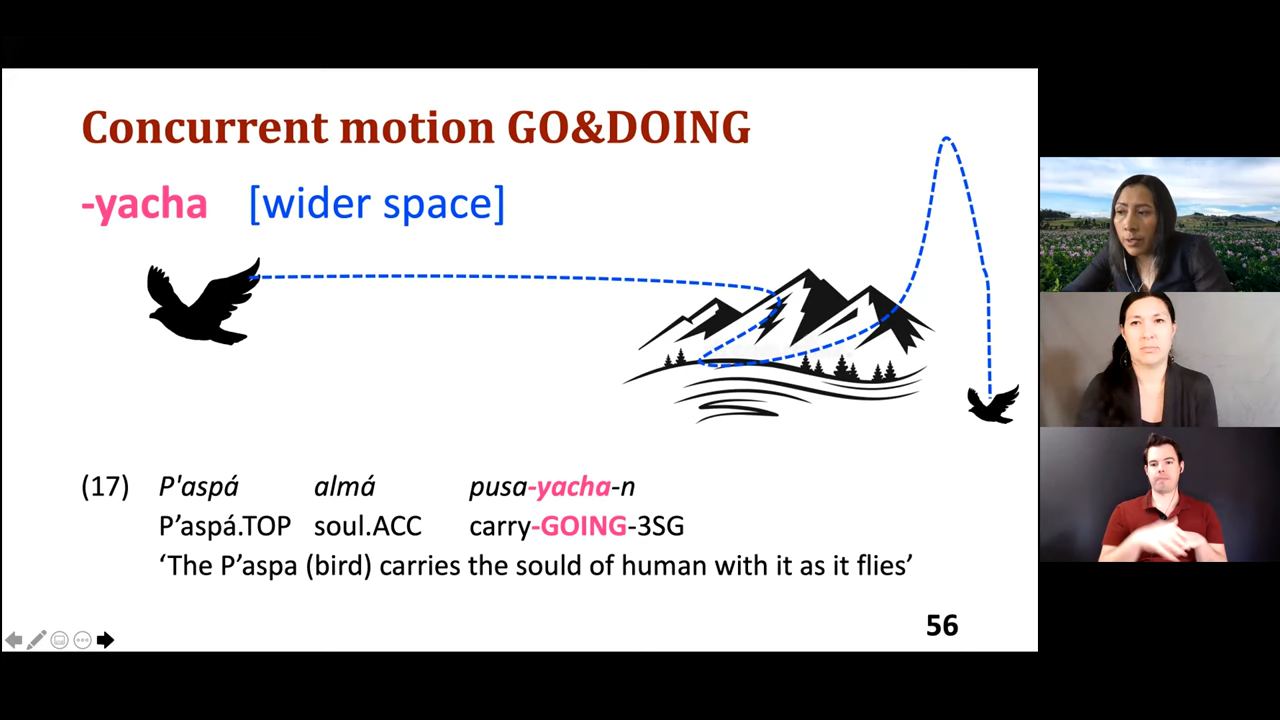 Concurrent motion GO&DOING
-yacha [wider space]
(17) P'aspá almá pusa-yacha-n
P’aspá.TOP soul.ACC carry-GOING-3SG
‘The P’aspa (bird) carries the sould of human with it as it flies’
56